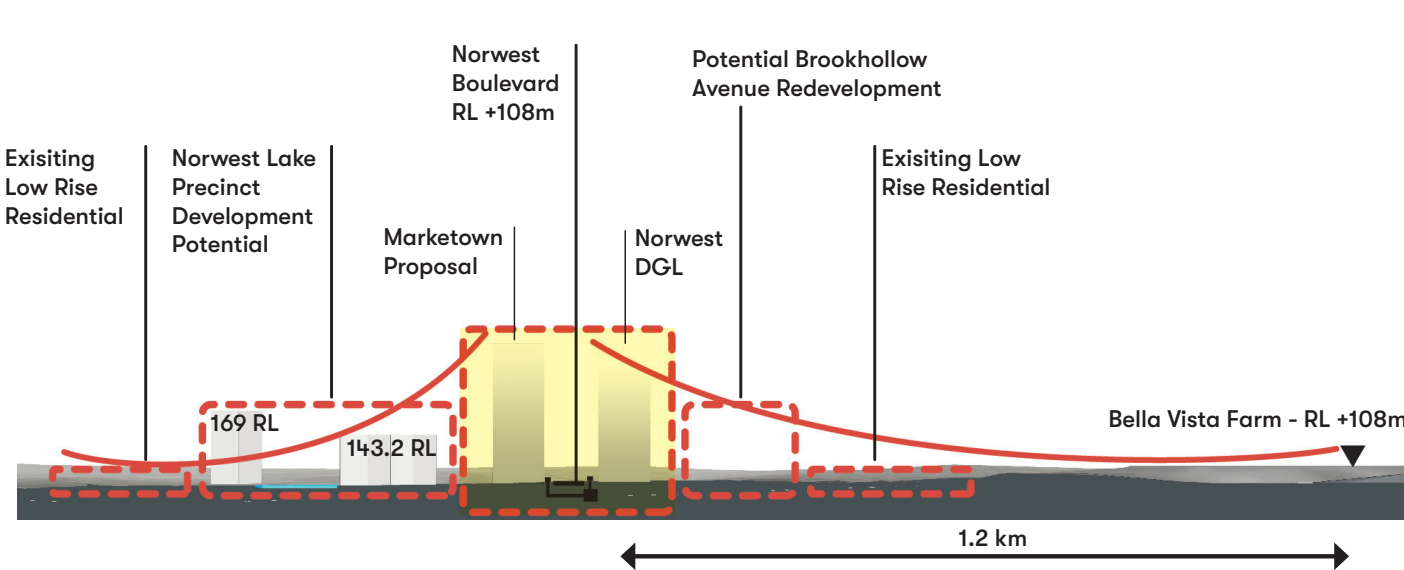 Norwest
Boulevard
RL +108m
Potential Brookhollow
Avenue Redevelopment
Exisiting
Low Rise
Residential
Norwest Lake
Precinct
Development
Potential
Exisiting Low
Rise Residential
Marketown
Proposal
Norwest
DGL
169 RL
143.2 RL
Bella Vista Farm - RL +108m
1.2 km